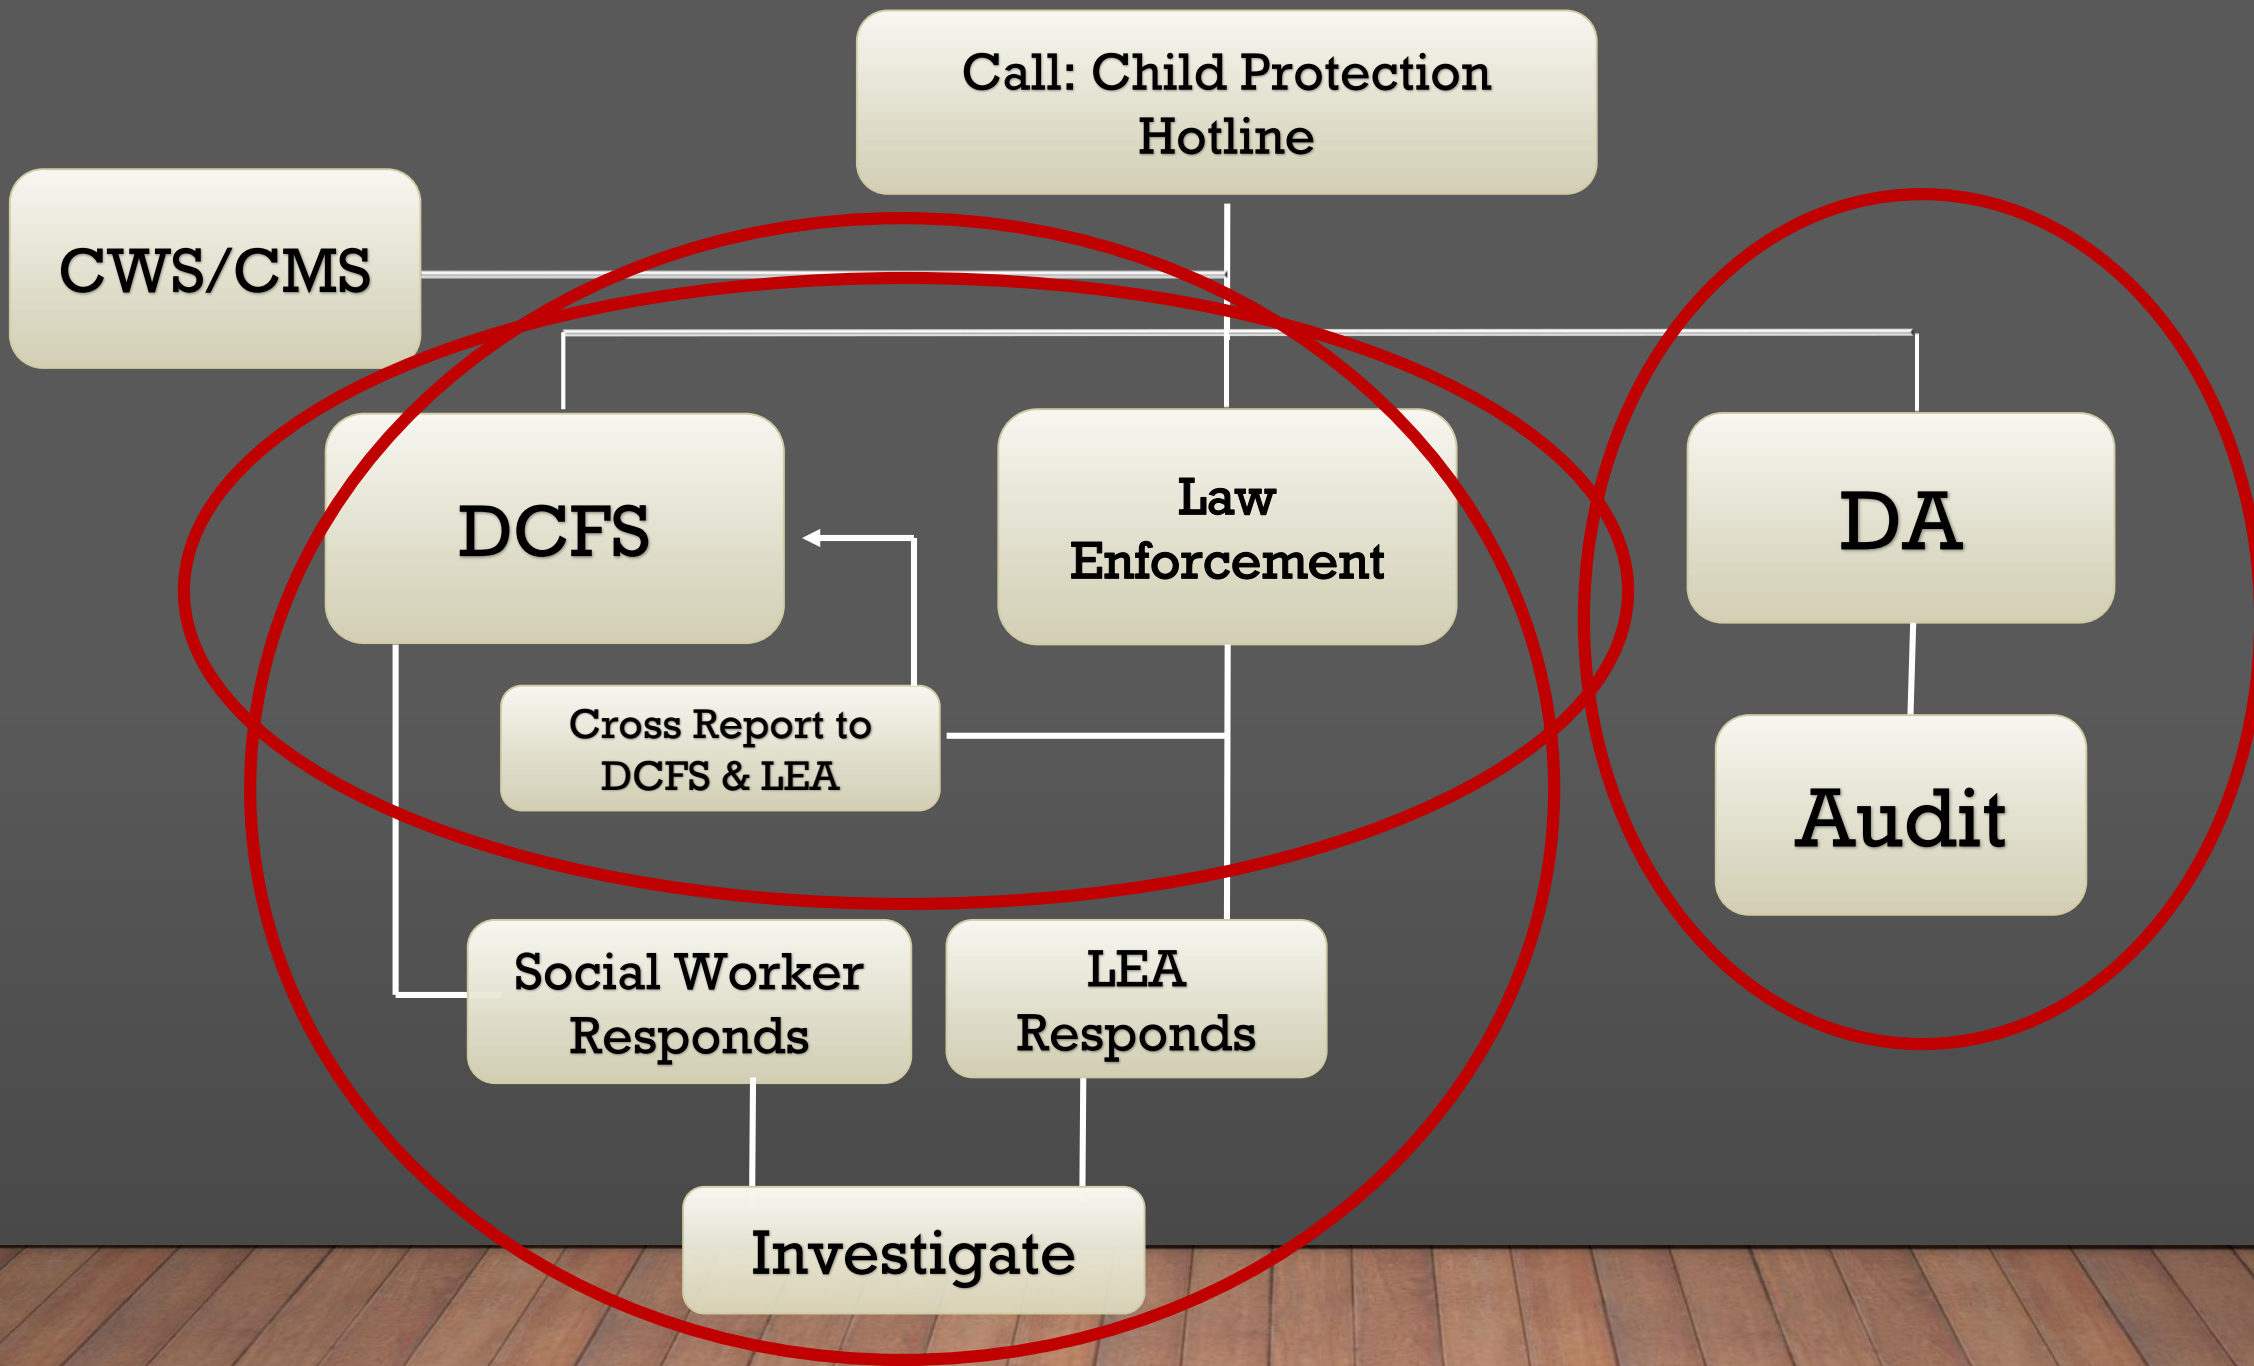 Call: Child Protection
Hotline
CWS/CMS
DCFS
Law
Enforcement
DA
Cross Report to
DCFS & LEA
Audit
Social Worker
Responds
LEA
Responds
Investigate